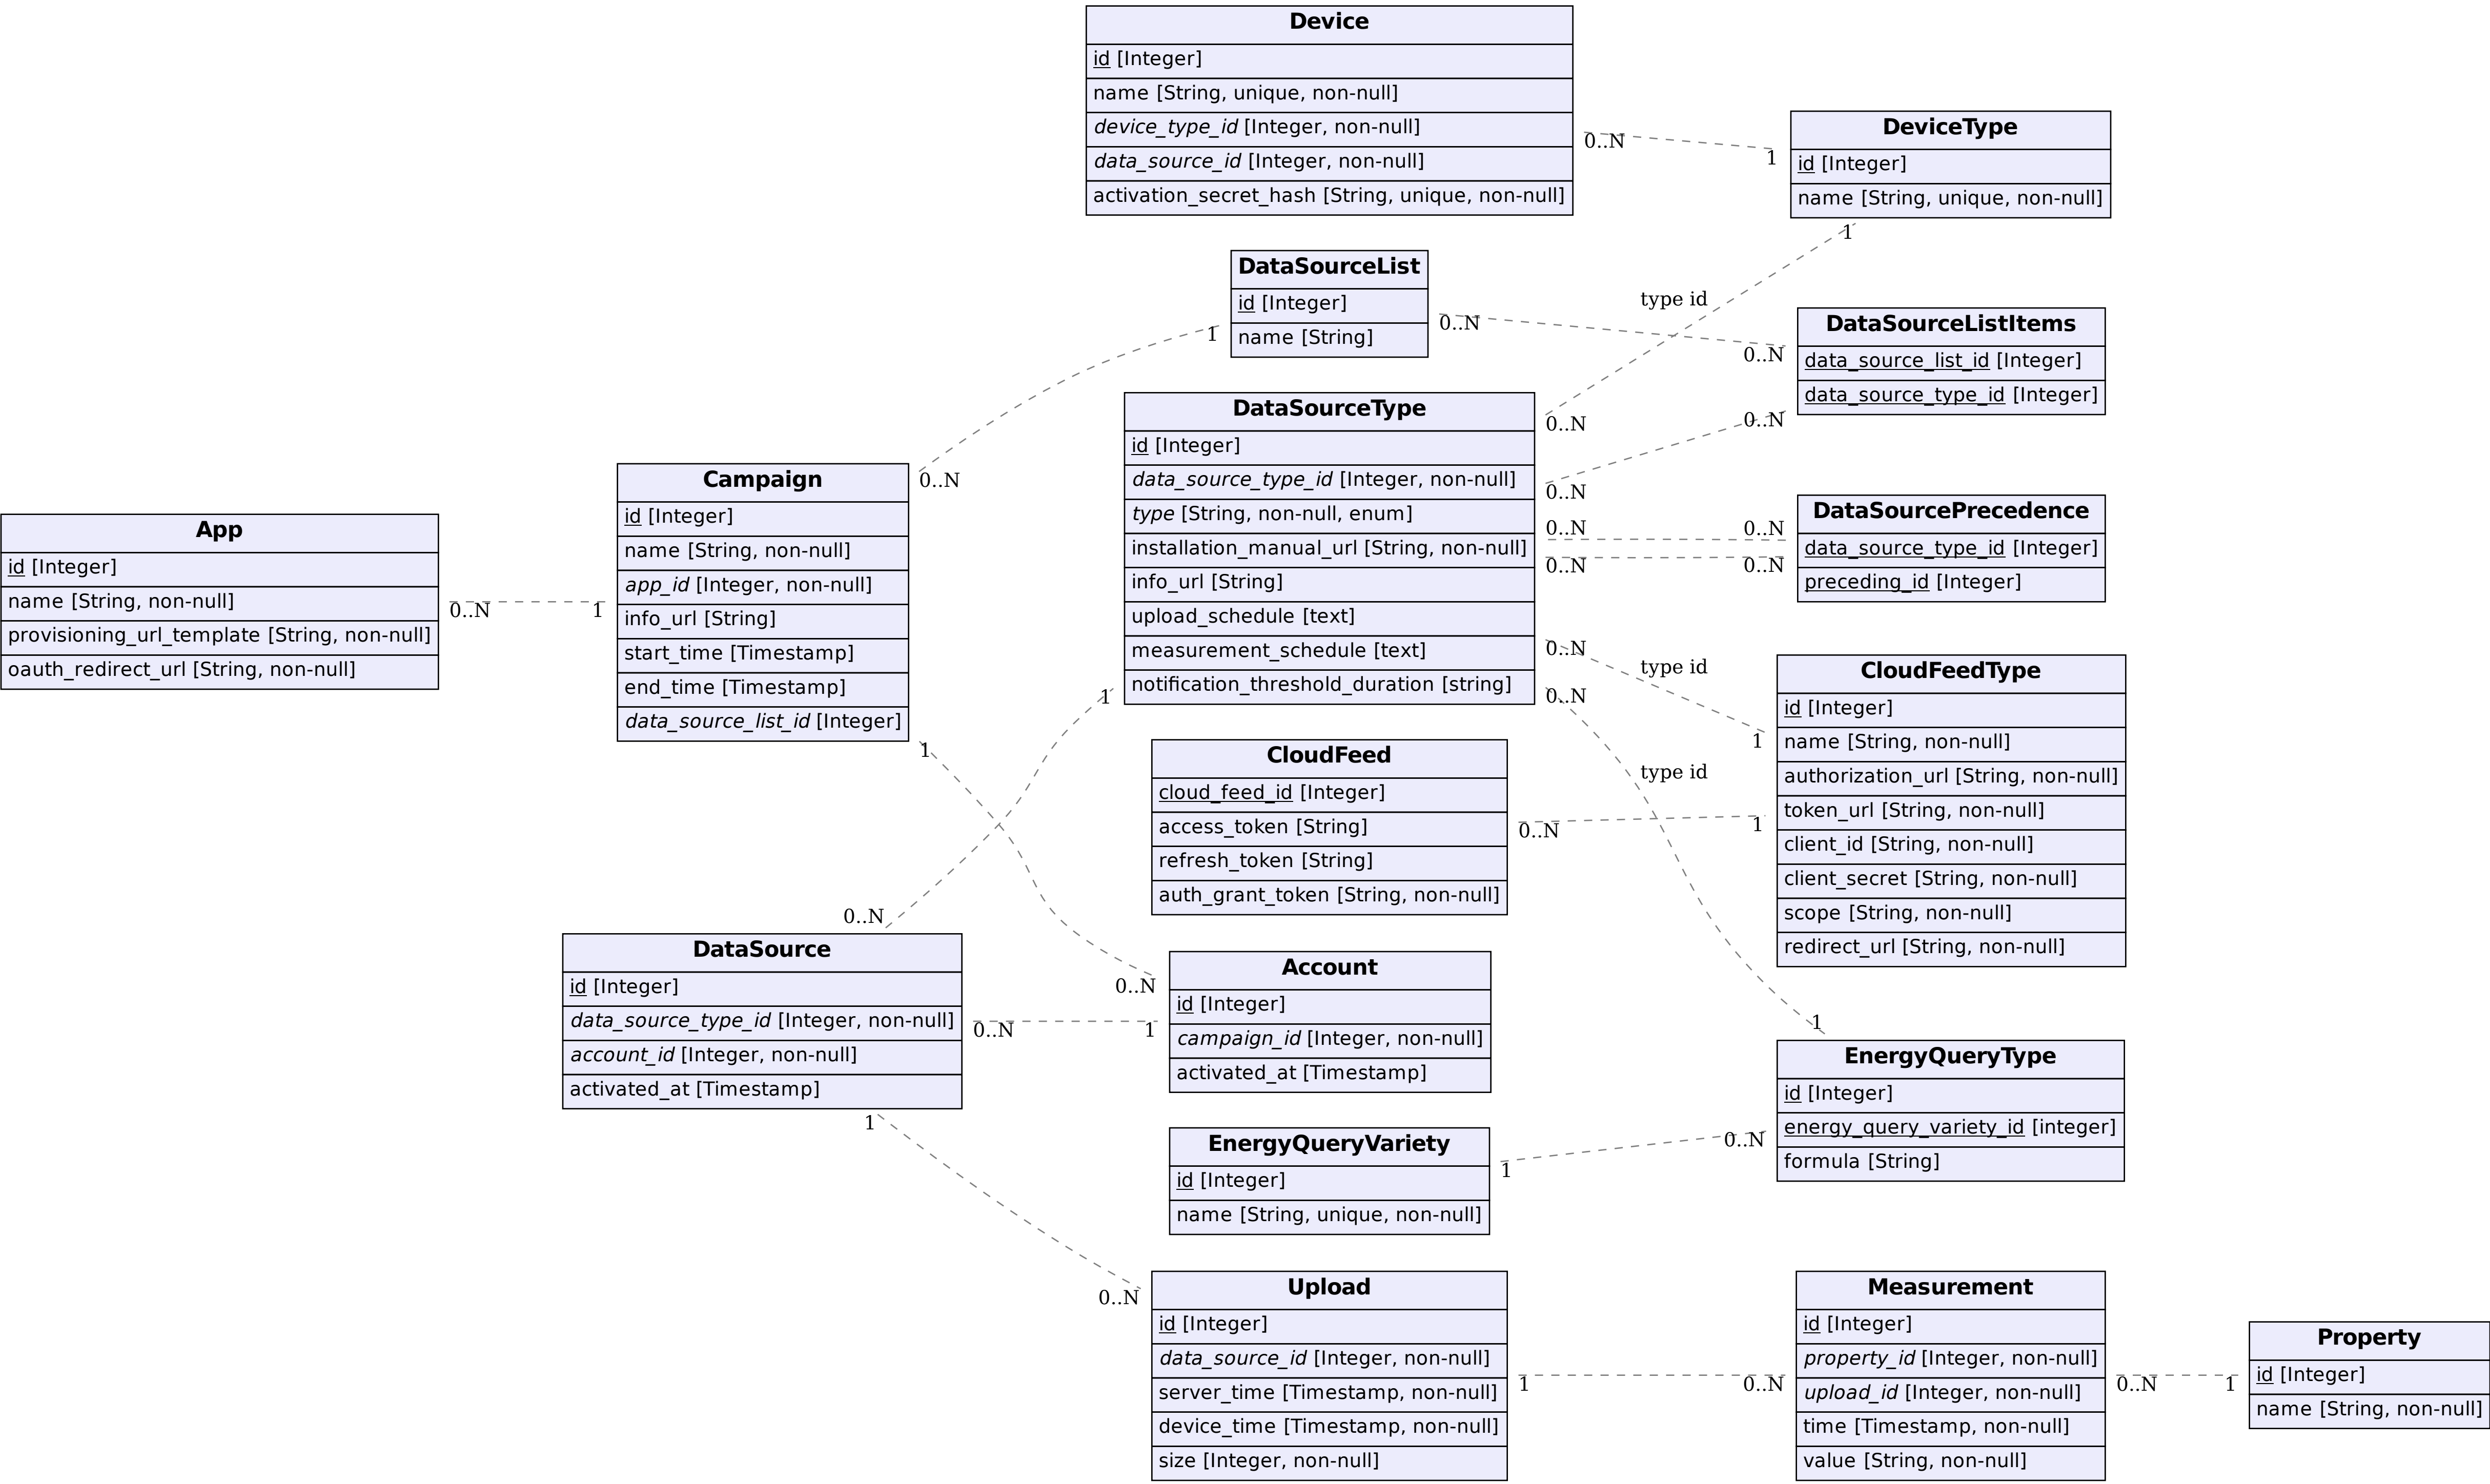 Device
id [Integer]
name [String, unique, non-null]
device_type_id [Integer, non-null]
data_source_id [Integer, non-null]
activation_secret_hash [String, unique, non-null]
0..N
1
DeviceType
id [Integer]
name [String, unique, non-null]
1
type id
0..N
DataSourceList
id [Integer]
name [String]
1
0..N
0..N
0..N
DataSourceListItems
data_source_list_id [Integer]
data_source_type_id [Integer]
0..N
0..N
DataSourceType
id [Integer]
data_source_type_id [Integer, non-null]
type [String, non-null, enum]
installation_manual_url [String, non-null]
info_url [String]
upload_schedule [text]
measurement_schedule [text]
notification_threshold_duration [string]
0..N
0..N
0..N
0..N
DataSourcePrecedence
data_source_type_id [Integer]
preceding_id [Integer]
App
id [Integer]
name [String, non-null]
provisioning_url_template [String, non-null]
oauth_redirect_url [String, non-null]
0..N
1
Campaign
id [Integer]
name [String, non-null]
app_id [Integer, non-null]
info_url [String]
start_time [Timestamp]
end_time [Timestamp]
data_source_list_id [Integer]
1
0..N
0..N
type id
1
0..N
type id
1
CloudFeedType
id [Integer]
name [String, non-null]
authorization_url [String, non-null]
token_url [String, non-null]
client_id [String, non-null]
client_secret [String, non-null]
scope [String, non-null]
redirect_url [String, non-null]
CloudFeed
cloud_feed_id [Integer]
access_token [String]
refresh_token [String]
auth_grant_token [String, non-null]
0..N
1
1
0..N
DataSource
id [Integer]
data_source_type_id [Integer, non-null]
account_id [Integer, non-null]
activated_at [Timestamp]
0..N
1
Account
id [Integer]
campaign_id [Integer, non-null]
activated_at [Timestamp]
EnergyQueryType
id [Integer]
energy_query_variety_id [integer]
formula [String]
EnergyQueryVariety
id [Integer]
name [String, unique, non-null]
1
0..N
1
0..N
Upload
id [Integer]
data_source_id [Integer, non-null]
server_time [Timestamp, non-null]
device_time [Timestamp, non-null]
size [Integer, non-null]
1
0..N
Measurement
id [Integer]
property_id [Integer, non-null]
upload_id [Integer, non-null]
time [Timestamp, non-null]
value [String, non-null]
0..N
1
Property
id [Integer]
name [String, non-null]